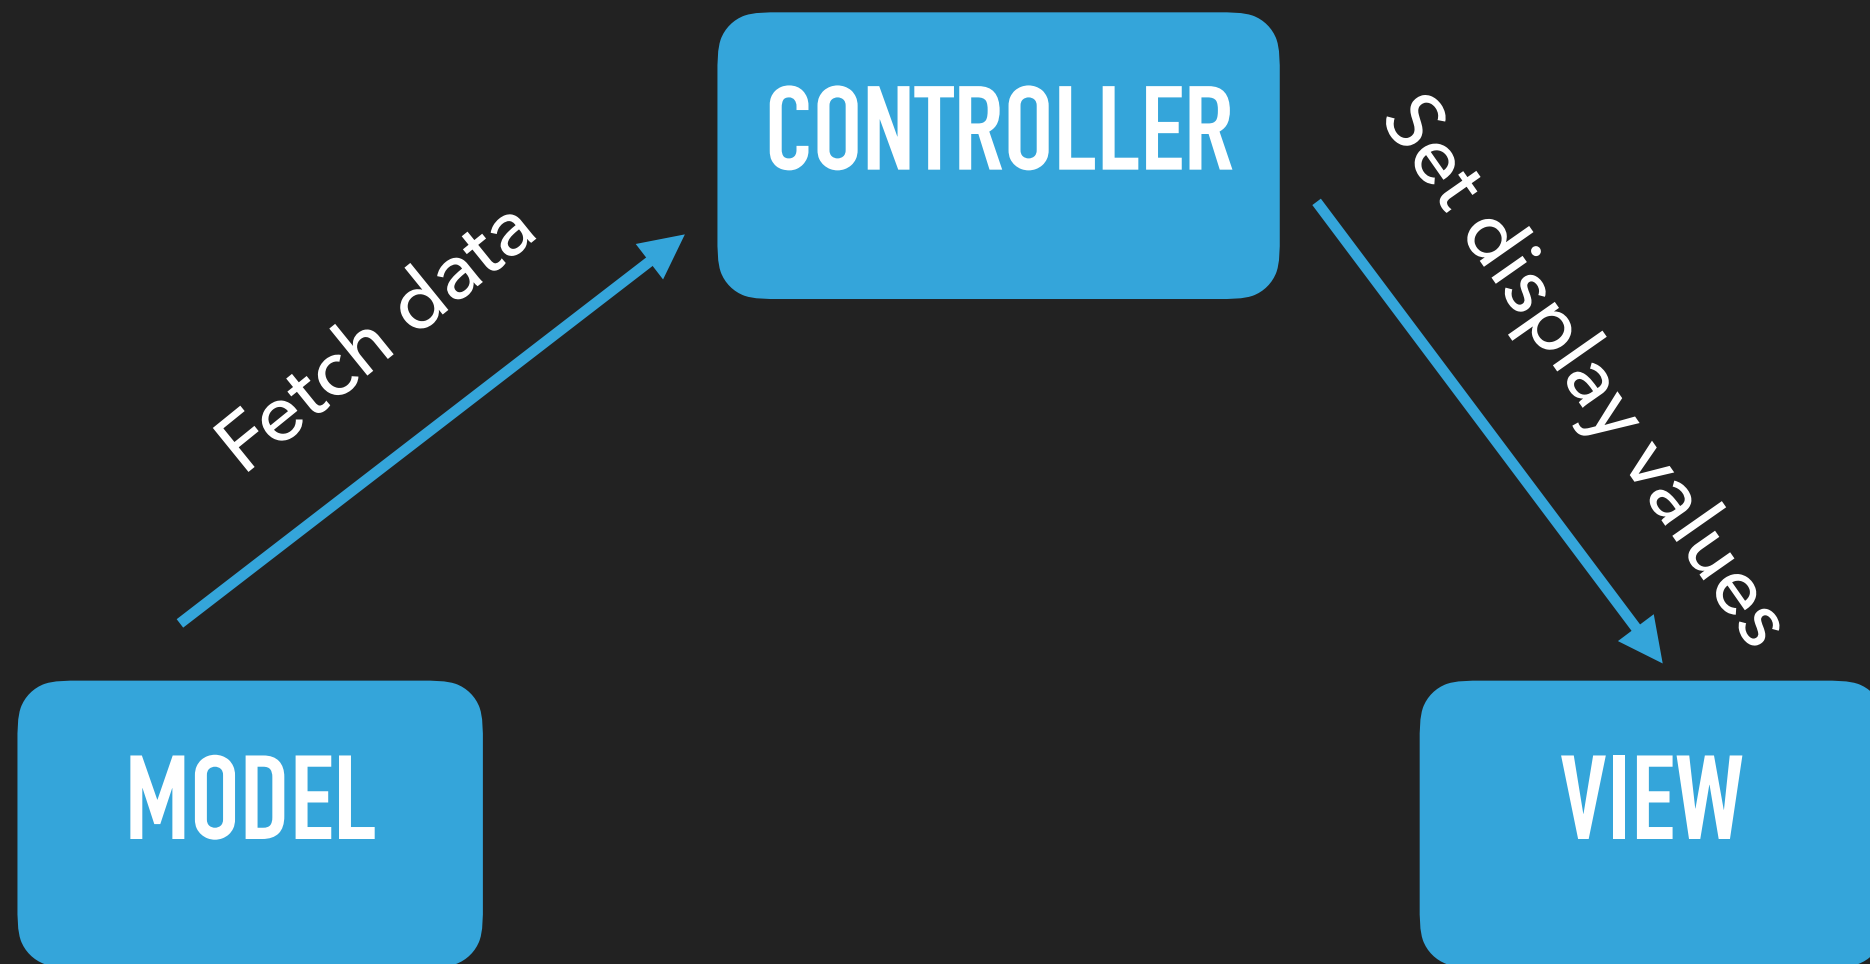 CONTROLLER
Fetch data
Set display values
MODEL
VIEW